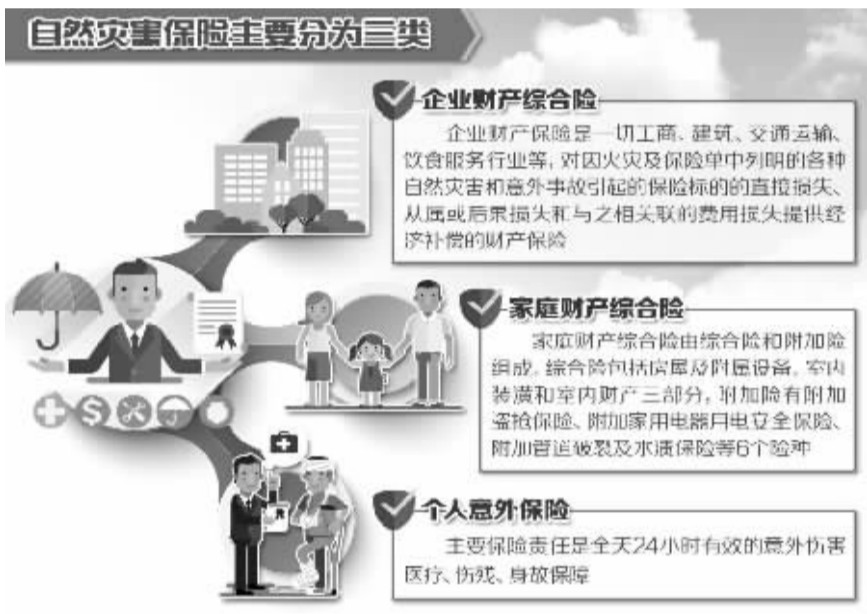 自然灾害保险主要分为三类
企业财产综合险
企业财产保险是一切工商、建筑、交通运输、
饮食服务行业等，对因火灾及保险单中列明的各种
自然灾害和意外事故引起的保险标的的直接损失、
从属或后果损失和与之相关联的费用损失提供经
济补偿的财产保险
家庭财产综合险
家庭财产综合险由综合险和附加险
组成。综合险包括房屋及附属设备、室内
装潢和室内财产三部分，附加险有附加
盗抢保险、附加家用电器用电安全保险、
附加管道破裂及水渍保险等6个险种
个人意外保险
主要保险责任是全天24小时有效的意外伤害
医疗、伤残、身故保障